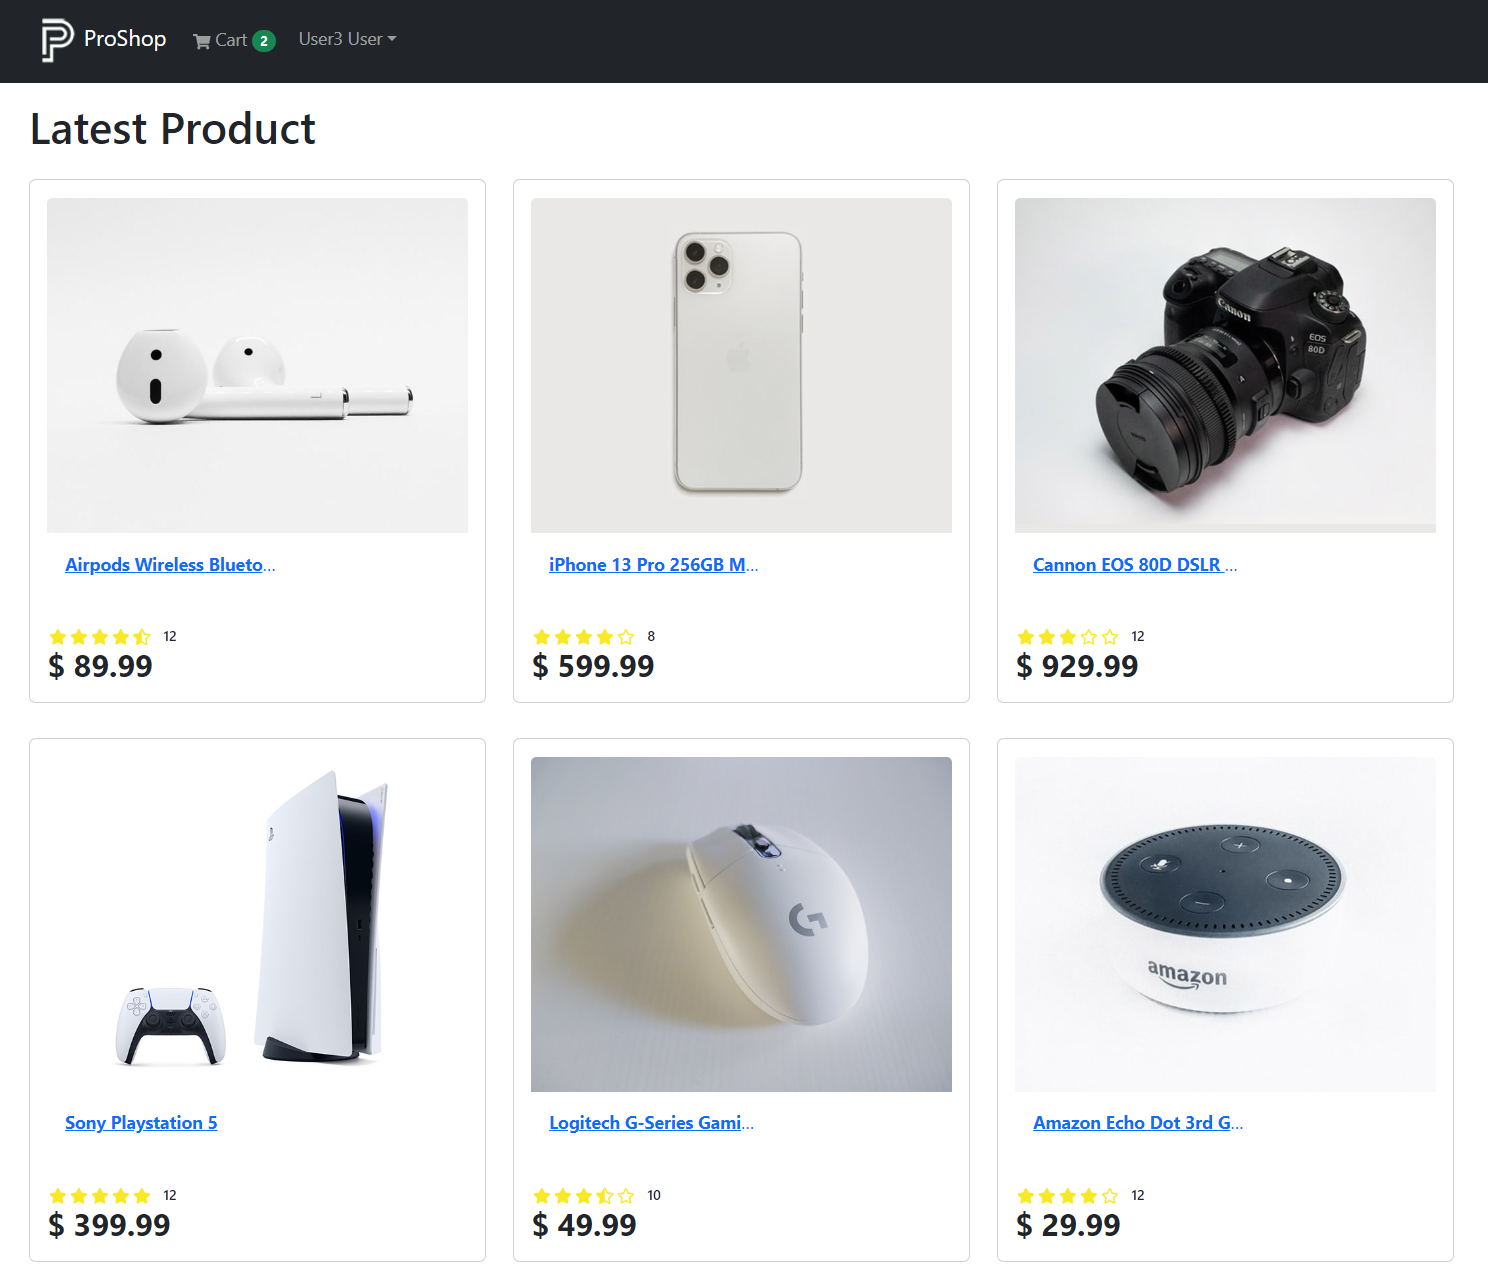 ProShop Cart 2 User3 User
Latest Product
Canon
EOS
80D
A
Airpods Wireless Blueto...
iPhone 13 Pro 256GB M...
Cannon EOS 80D DSLR ...
12
8
12
$ 89.99
$ 599.99
$ 929.99
G
amazon
Sony Playstation 5
Logitech G-Series Gami...
Amazon Echo Dot 3rd G...
12
10
12
$ 399.99
$ 49.99
$ 29.99